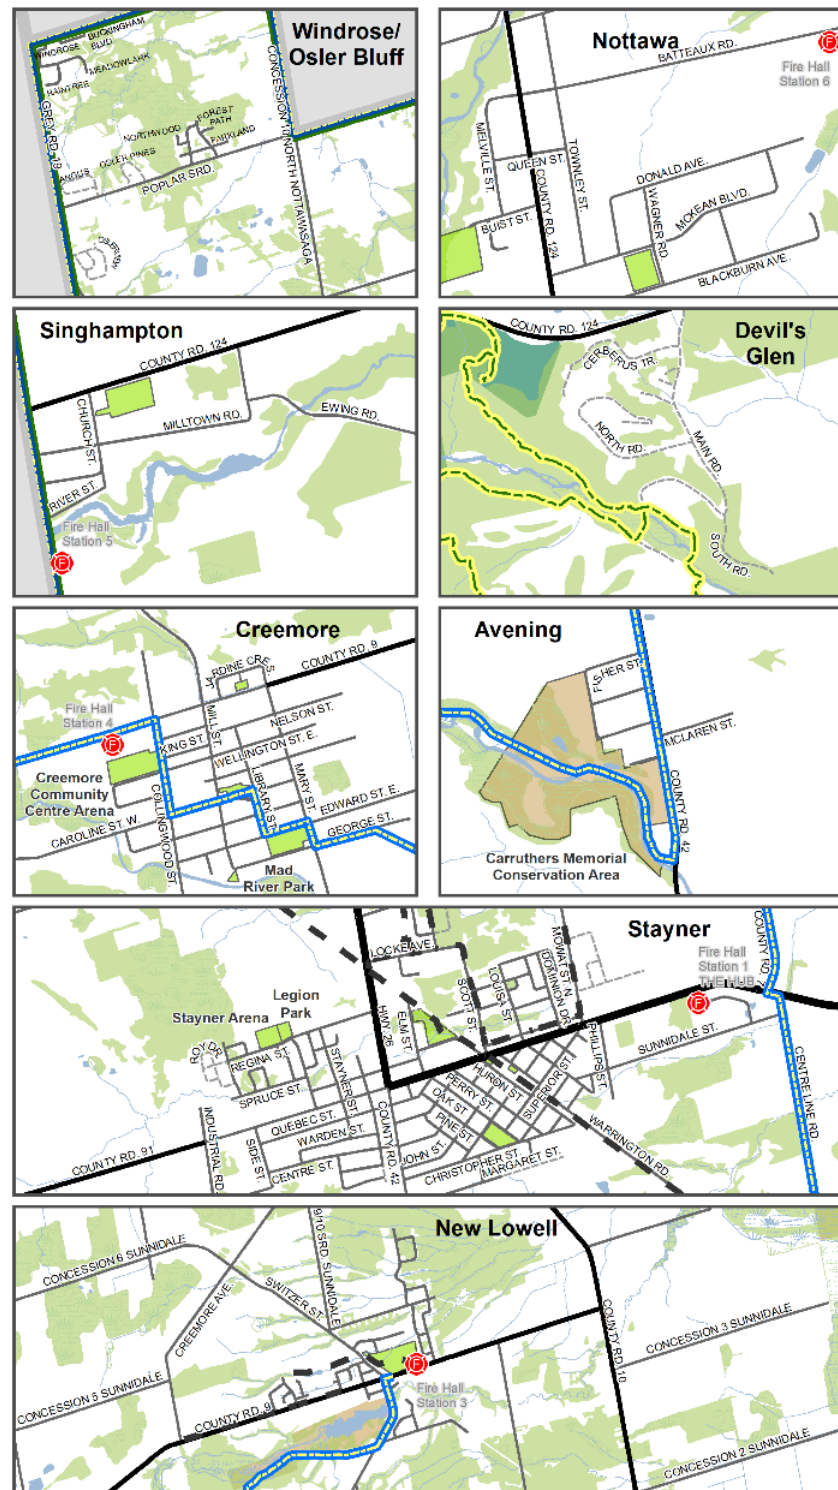 Windrose/
Osler Bluff
WINDROSE
BUCKINGHAM
BLVD
MEADOWLARK
RAINTREE
GREY RD. 19
CONCESSION 10 NORTH NOTTAWASAGA
NORTHWOOD
FOREST
PATH
PARKLAND
OSLER PINES
ANGUS
POPLAR SRD.
Nottawa
BATTEAUX RD.
Fire Hall
Station 6
MELVILLE ST.
QUEEN ST.
TOWNLEY ST.
COUNTY RD. 124
DONALD AVE.
WAGNER RD.
MCKEAN BLVD.
BUIST ST.
BLACKBURN AVE.
Singhampton
COUNTY RD. 124
CHURCH ST.
MILLTOWN RD.
EWING RD.
RIVER ST.
Fire Hall
Station 5
F
COUNTY RD. 124
Devil's
Glen
CERBERUS TR.
NORTH RD.
MAIN RD.
SOUTH RD.
Creemore
COUNTY RD. 9
Fire Hall
Station 4
F
MILL ST.
NELSON ST.
KING ST.
WELLINGTON ST. E.
Creemore
Community
Centre Arena
LIBRARY ST.
MARY ST.
EDWARD ST. E.
GEORGE ST.
CAROLINE ST. W.
COLLINGWOOD ST.
Mad
River Park
Avening
FISHER ST.
MCLAREN ST.
COUNTY RD. 42
Carruthers Memorial
Conservation Area
Stayner
LOCKE AVE.
SCOTT ST.
LOUISA ST.
MOWAT ST. N.
DOMINION DR.
Fire Hall
Station 1
THE HUB
F
COUNTY RD. 7
Legion
Park
Stayner Arena
HWY. 26
ELM ST.
ROY DR.
REGINA ST.
STAYNER ST.
SPRUCE ST.
PHILLIPS ST.
SUNNIDALE ST.
CENTRE LINE RD.
HURON ST.
PERRY ST.
OAK ST.
PINE ST.
SUPERIOR ST.
WARRINGTON RD.
QUEBEC ST.
WARDEN ST.
CENTRE ST.
SIDE ST.
INDUSTRIAL RD.
COUNTY RD. 91
COUNTY RD. 42
JOHN ST.
CHRISTOPHER ST.
MARGARET ST.
New Lowell
CONCESSION 6 SUNNIDALE
9/10 SRD. SUNNIDALE
SWITZER ST.
CREEMORE AVE.
CONCESSION 5 SUNNIDALE
COUNTY RD. 9
F
Fire Hall
Station 3
COUNTY RD. 10
CONCESSION 3 SUNNIDALE
CONCESSION 2 SUNNIDALE